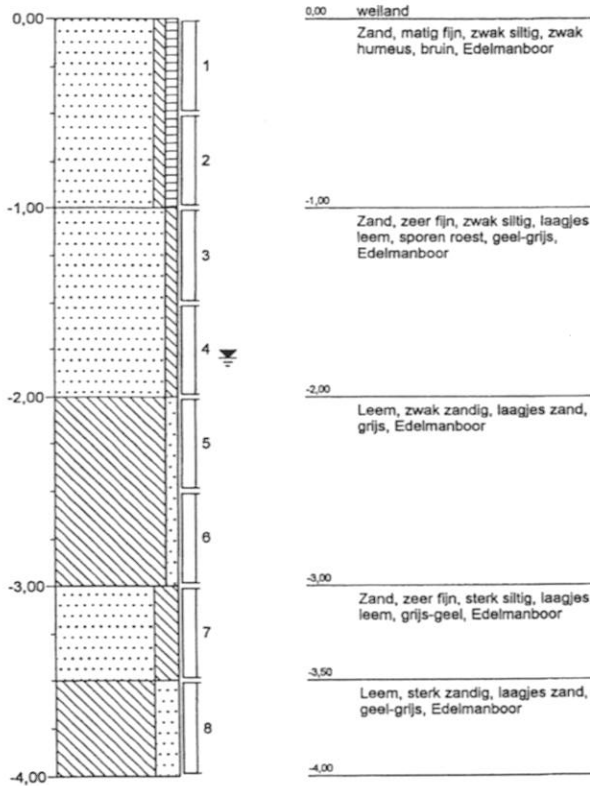 0,00
-1,00
-2,00
-3,00
-4,00
1
2
3
4
5
6
7
8
0,00 weiland
Zand, matig fijn, zwak siltig, zwak
humeus, bruin, Edelmanboor
-1,00
Zand, zeer fijn, zwak siltig, laagjes
leem, sporen roest, geel-grijs,
Edelmanboor
-2,00
Leem, zwak zandig, laagjes zand,
grijs, Edelmanboor
-3,00
Zand, zeer fijn, sterk siltig, laagjes
leem, grijs-geel, Edelmanboor
-3,50
Leem, sterk zandig, laagjes zand,
geel-grijs, Edelmanboor
-4,00